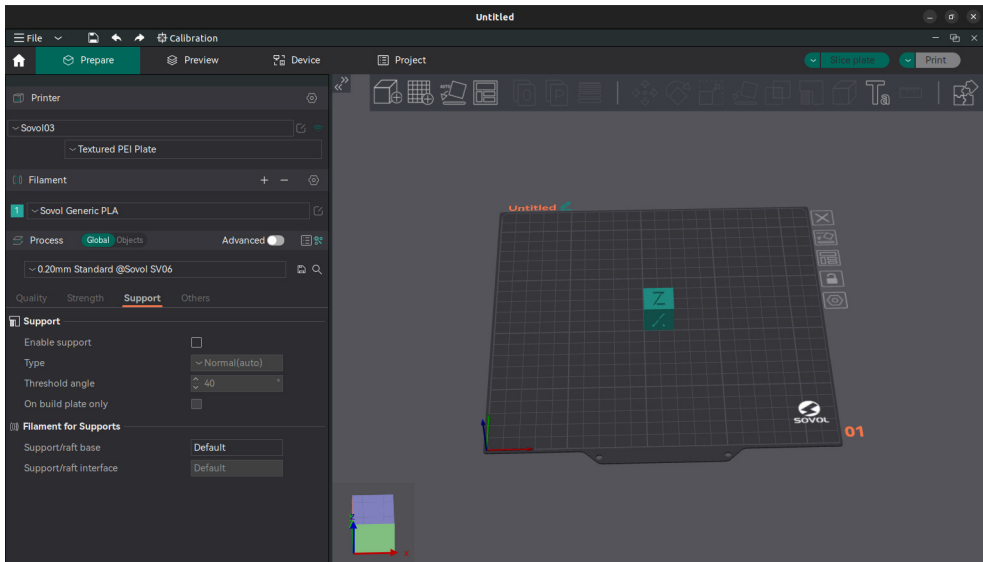 Untitled
File
Calibration
Prepare
Preview
Device
Project
Slice plate
Print
Printer
Sovol03
Textured PEI Plate
Filament
1
Sovol Generic PLA
Process
Global
Objects
Advanced
0.20mm Standard @Sovol SV06
Quality
Strength
Support
Others
Support
Enable support
Type
Normal(auto)
Threshold angle
40
°
On build plate only
Filament for Supports
Support/raft base
Default
Support/raft interface
Default
Ta
Untitled
Z
SOVOL
01
Z
X